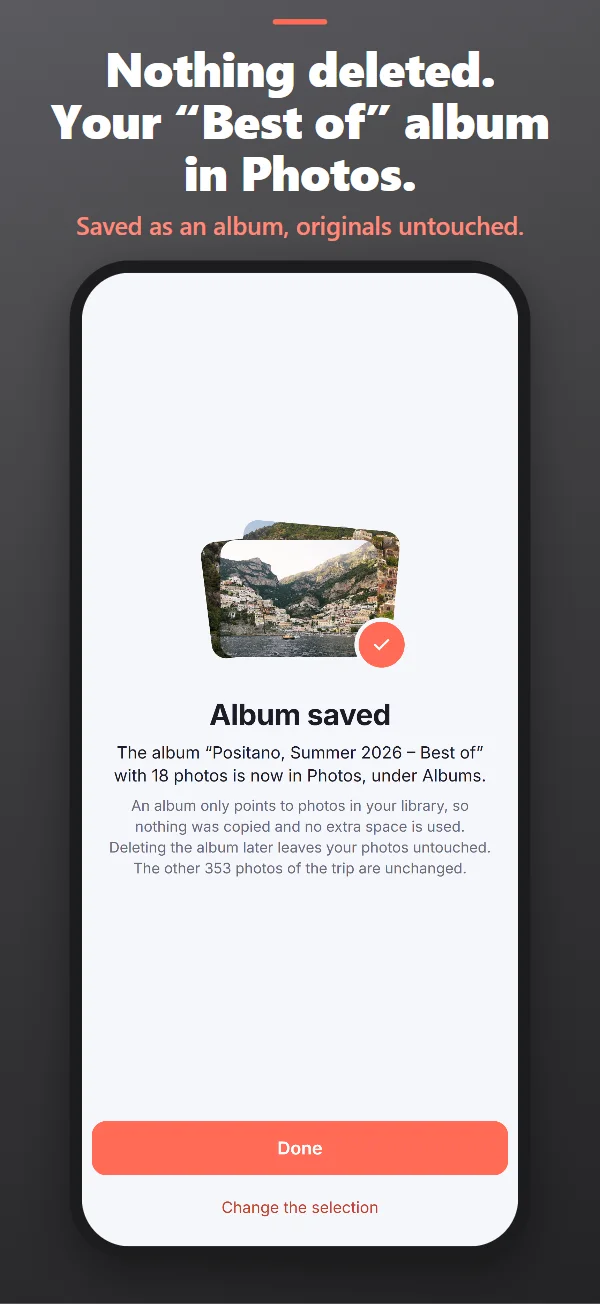 Nothing deleted.
Your “Best of” album
in Photos.
Saved as an album, originals untouched.
Album saved
The album “Positano, Summer 2026 – Best of”
with 18 photos is now in Photos, under Albums.
An album only points to photos in your library, so
nothing was copied and no extra space is used.
Deleting the album later leaves your photos untouched.
The other 353 photos of the trip are unchanged.
Done
Change the selection